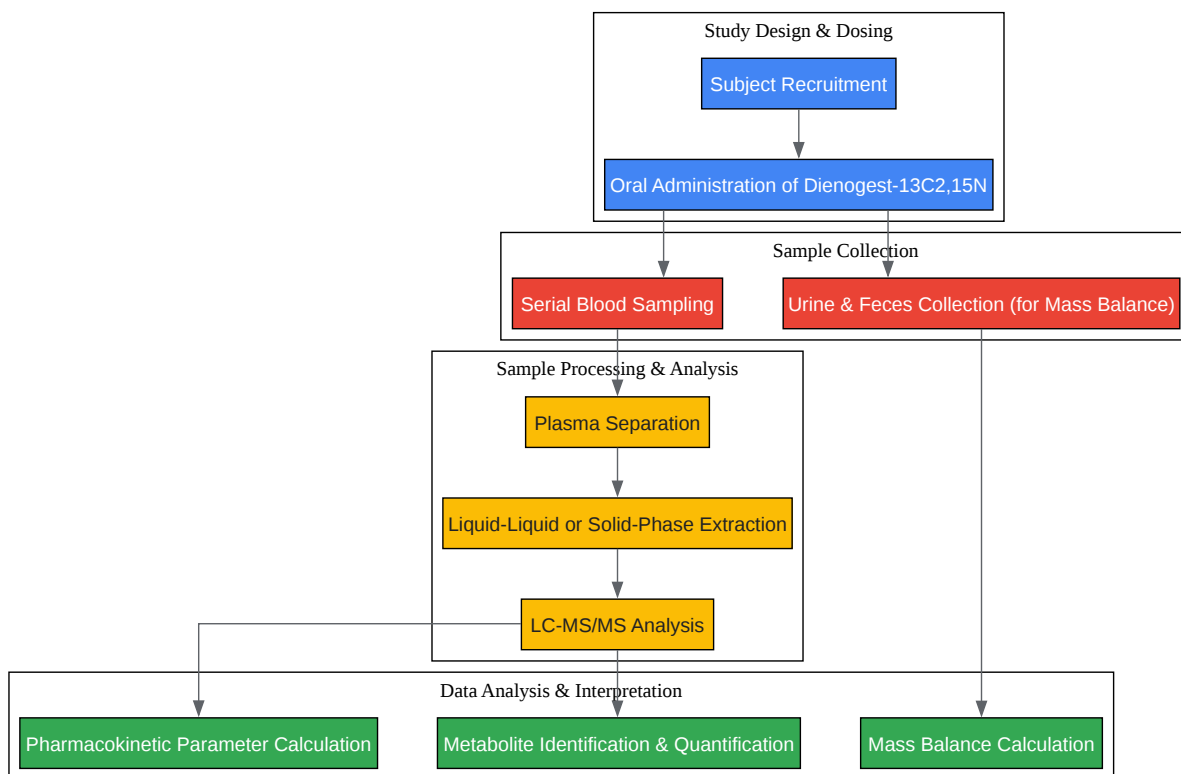 Study Design & Dosing
Subject Recruitment
Oral Administration of Dienogest-13C2,15N
Sample Collection
Serial Blood Sampling
Urine & Feces Collection (for Mass Balance)
Sample Processing & Analysis
Plasma Separation
Liquid-Liquid or Solid-Phase Extraction
LC-MS/MS Analysis
Data Analysis & Interpretation
Pharmacokinetic Parameter Calculation
Metabolite Identification & Quantification
Mass Balance Calculation